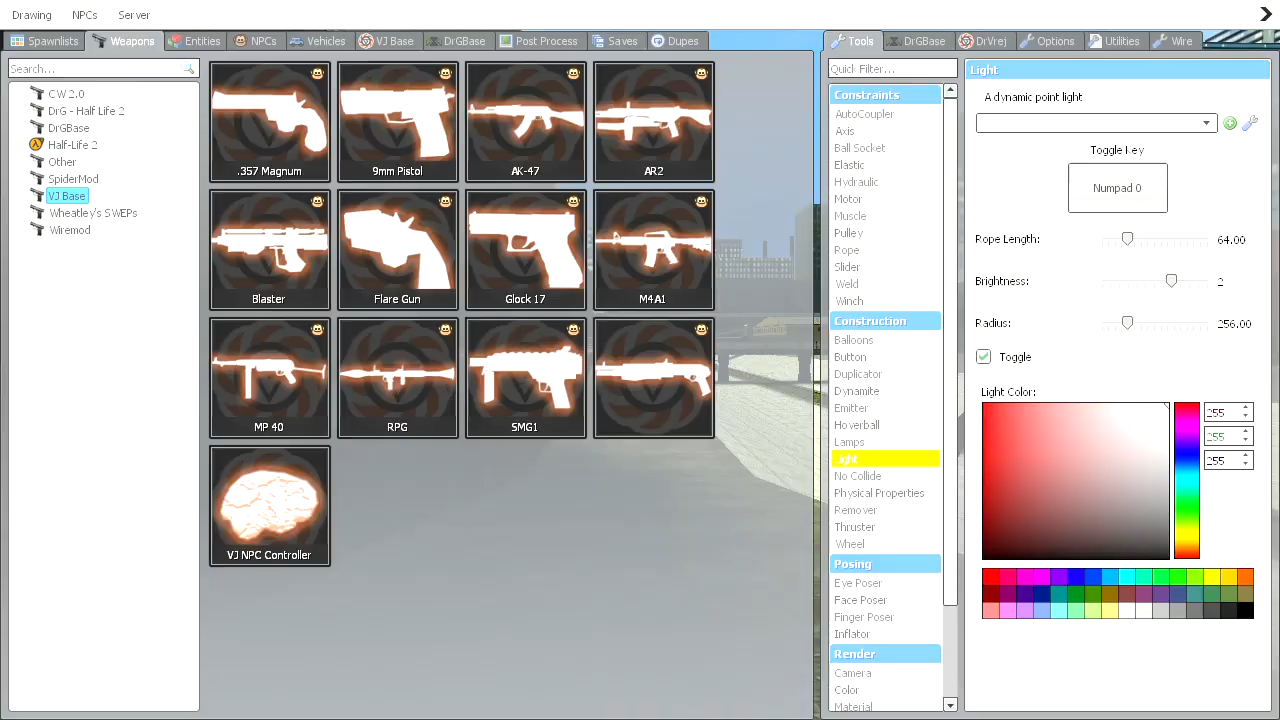 Drawing NPCs Server
Spawnlists Weapons Entities NPCs Vehicles VJ Base DrGBase Post Process Saves Dupes
Search...
CW 2.0
DrG - Half Life 2
DrGBase
Half-Life 2
Other
SpiderMod
VJ Base
Wheatley's SWEPs
Wiremod
.357 Magnum
9mm Pistol
AK-47
AR2
Blaster
Flare Gun
Glock 17
M4A1
MP 40
RPG
SMG1
VJ NPC Controller
Tools DrGBase DrVrej Options Utilities Wire
Quick Filter...
Constraints
AutoCoupler
Axis
Ball Socket
Elastic
Hydraulic
Motor
Muscle
Pulley
Rope
Slider
Weld
Winch
Construction
Balloons
Button
Duplicator
Dynamite
Emitter
Hoverball
Lamps
Light
No Collide
Physical Properties
Remover
Thruster
Wheel
Posing
Eye Poser
Face Poser
Finger Poser
Inflator
Render
Camera
Color
Material
Light
A dynamic point light
Toggle Key
Numpad 0
Rope Length: 64.00
Brightness: 2
Radius: 256.00
Toggle
Light Color:
255
255
255